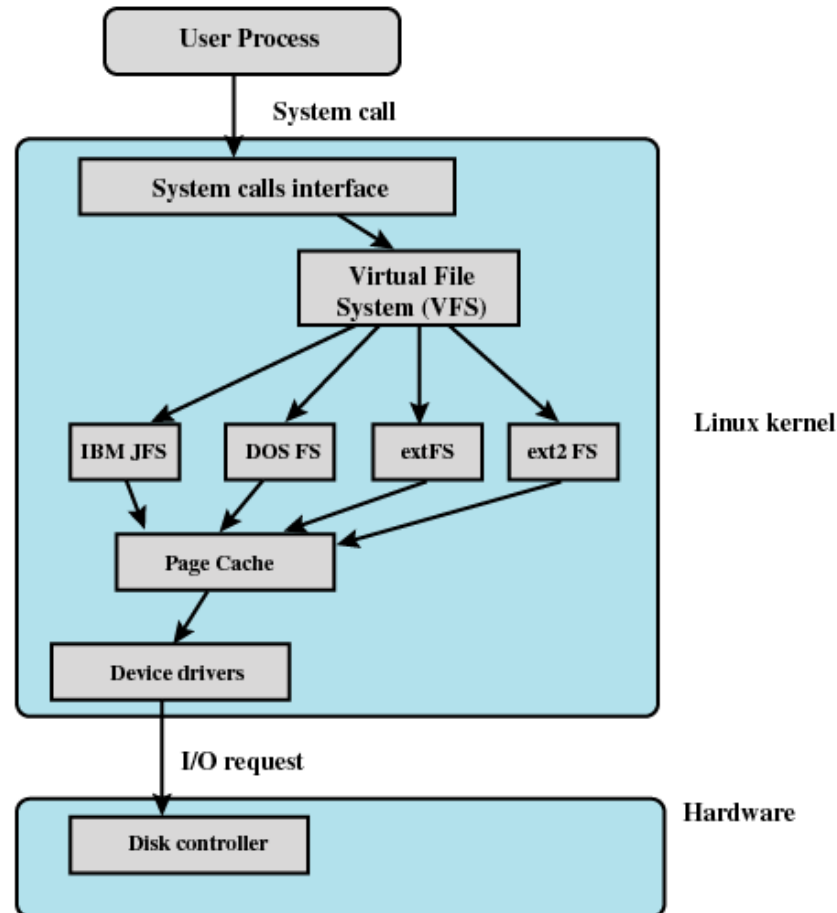 User Process
System call
System calls interface
Virtual File
System (VFS)
Linux kernel
IBM JFS
DOS FS
extFS
ext2 FS
Page Cache
Device drivers
I/O request
Hardware
Disk controller